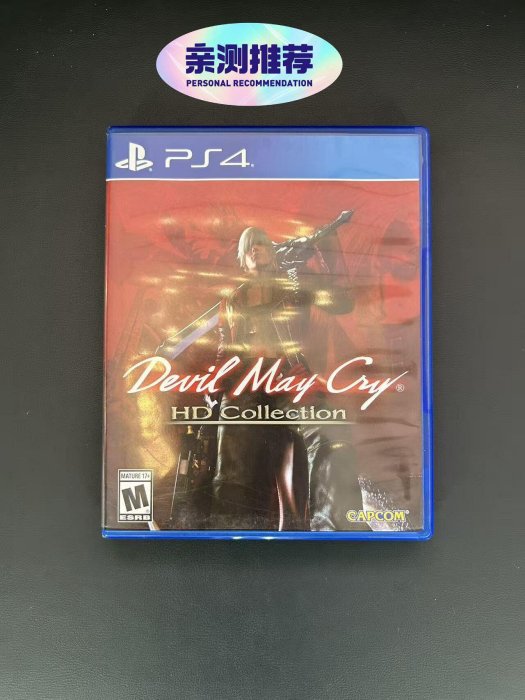 亲测推荐
PERSONAL RECOMMENDATION
PS4
Devil May Cry®
HD Collection
MATURE 17+
M
ESRB
CAPCOM